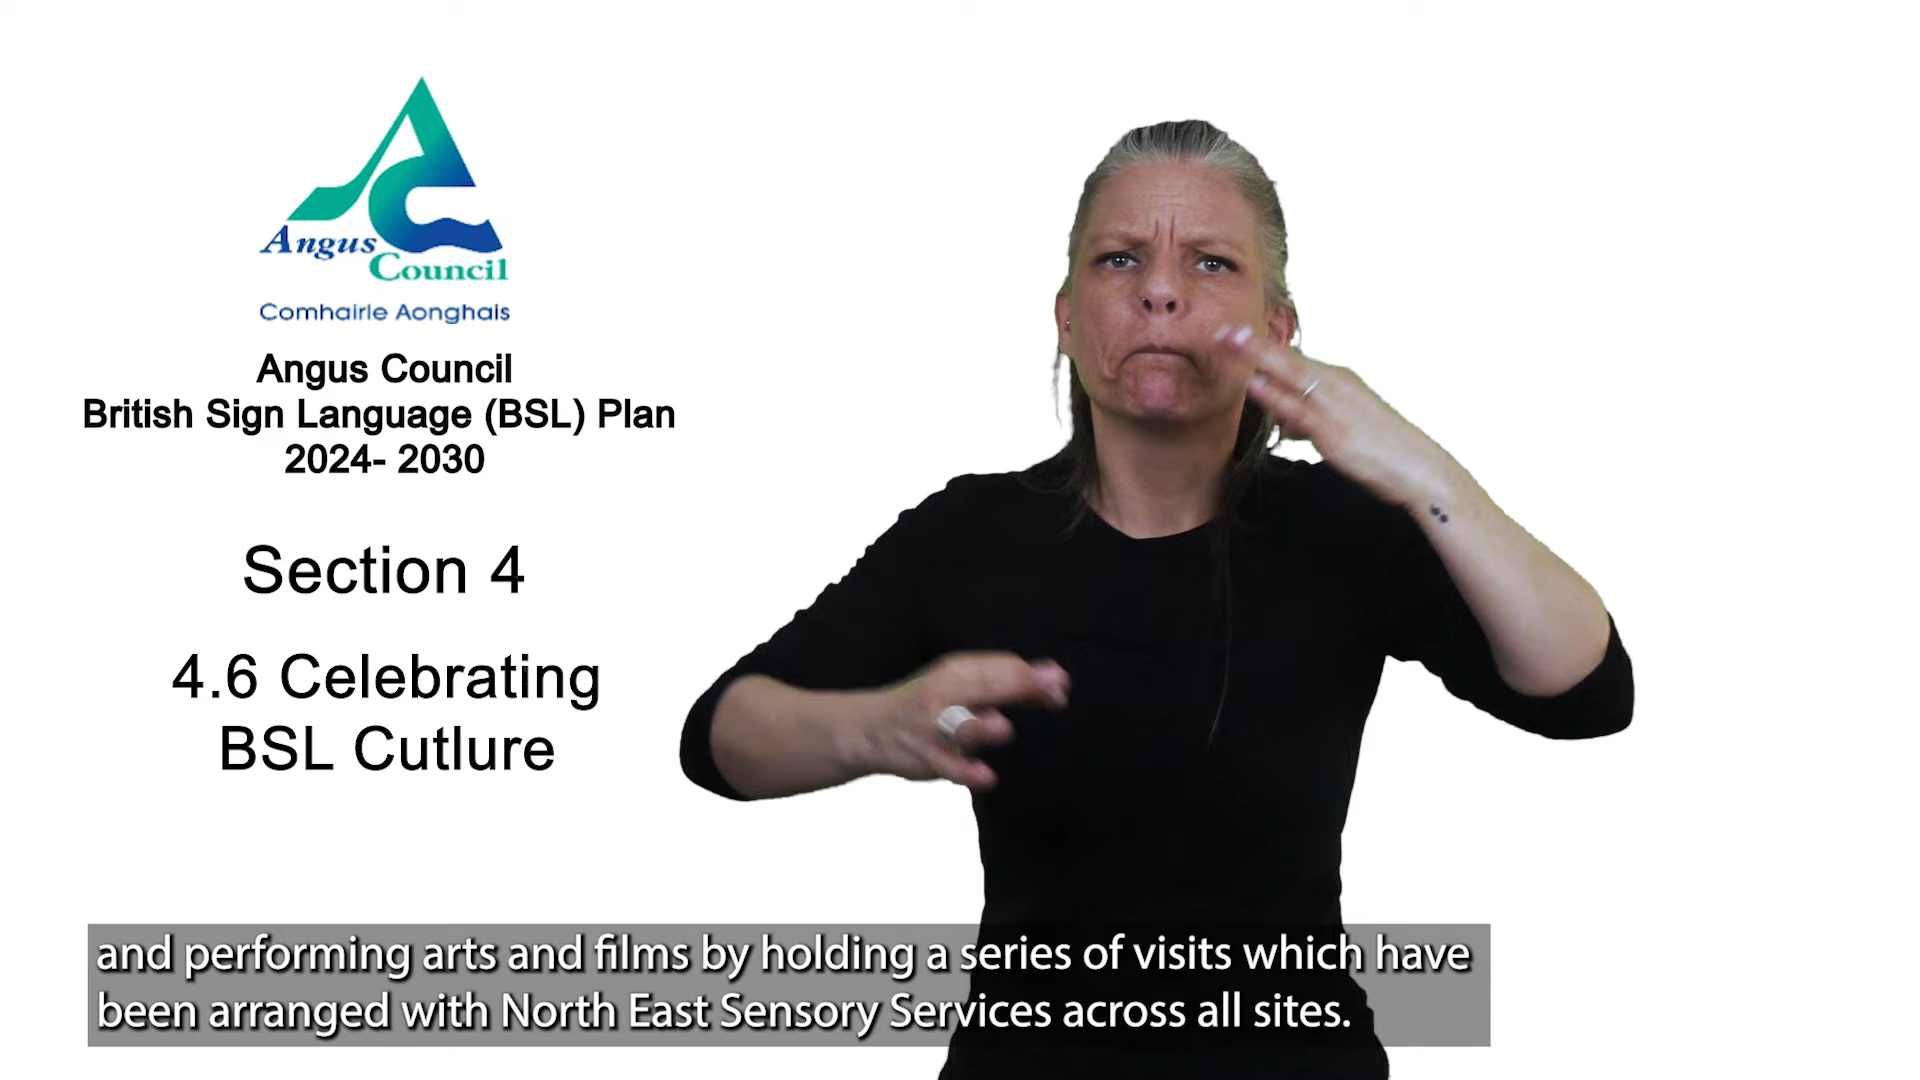 Angus
Council
Comhairle Aonghais
Angus Council
British Sign Language (BSL) Plan
2024- 2030
Section 4
4.6 Celebrating
BSL Cutlure
and performing arts and films by holding a series of visits which have
been arranged with North East Sensory Services across all sites.